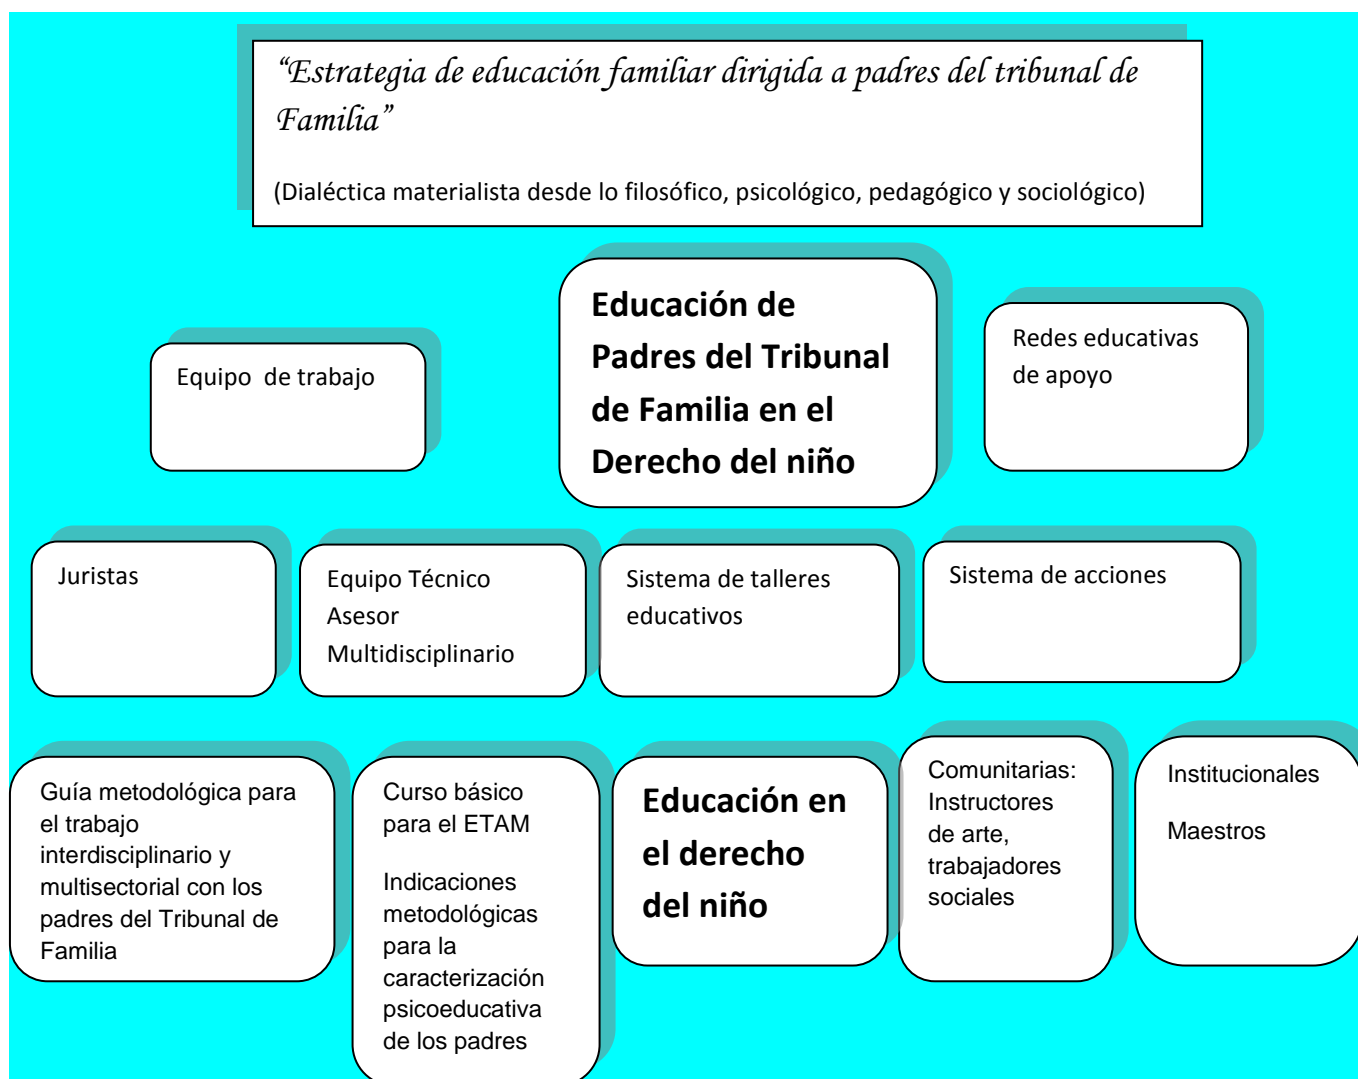 “Estrategia de educación familiar dirigida a padres del tribunal de
Familia”
(Dialéctica materialista desde lo filosófico, psicológico, pedagógico y sociológico)
Equipo de trabajo
Educación de
Padres del Tribunal
de Familia en el
Derecho del niño
Redes educativas
de apoyo
Juristas
Equipo Técnico
Asesor
Multidisciplinario
Sistema de talleres
educativos
Sistema de acciones
Guía metodológica para
el trabajo
interdisciplinario y
multisectorial con los
padres del Tribunal de
Familia
Curso básico
para el ETAM
Indicaciones
metodológicas
para la
caracterización
psicoeducativa
de los padres
Educación en
el derecho
del niño
Comunitarias:
Instructores
de arte,
trabajadores
sociales
Institucionales
Maestros